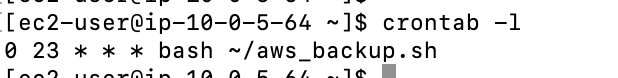 [ec2-user@ip-10-0-5-64 ~]$ crontab -l
0 23 * * * bash ~/aws_backup.sh
[ec2-user@ip-10-0-5-64 ~]$